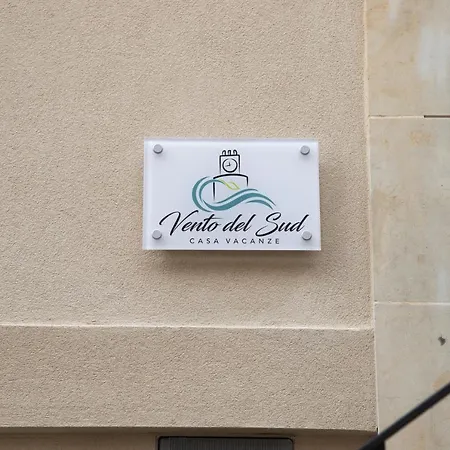 Vento del Sud
CASA VACANZE